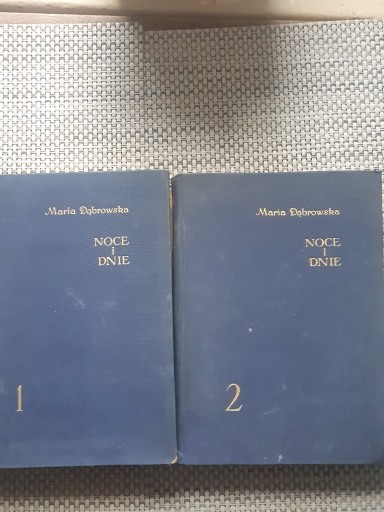 Maria Dąbrowska
NOCE
i
DNIE
1
Maria Dąbrowska
NOCE
i
DNIE
2